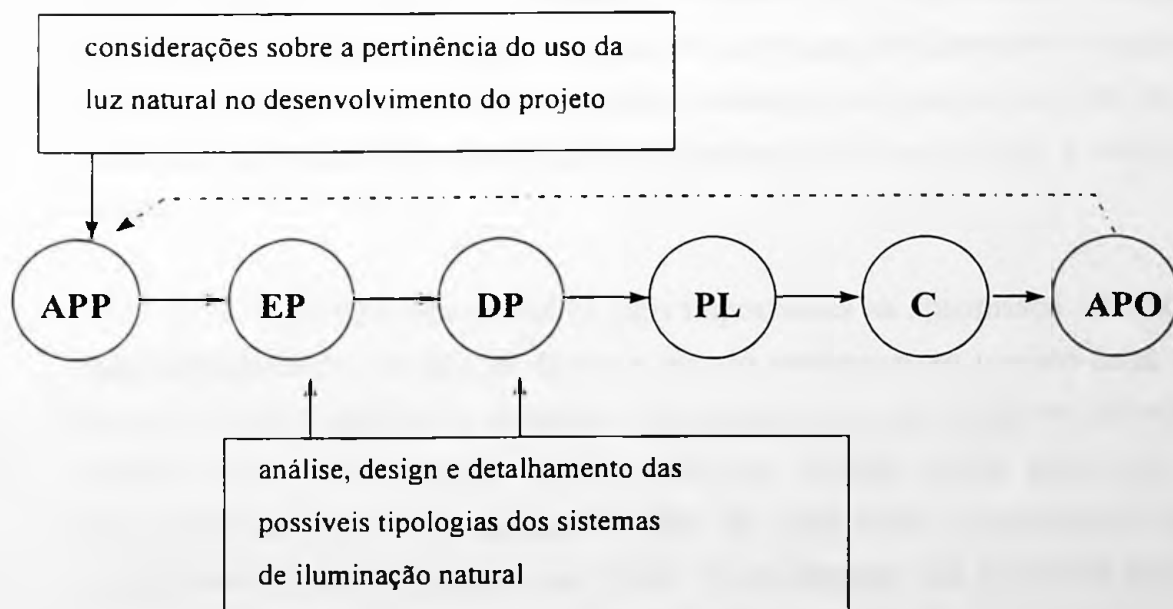 considerações sobre a pertinência do uso da
luz natural no desenvolvimento do projeto
APP EP DP PL C APO
análise, design e detalhamento das
possíveis tipologias dos sistemas
de iluminação natural